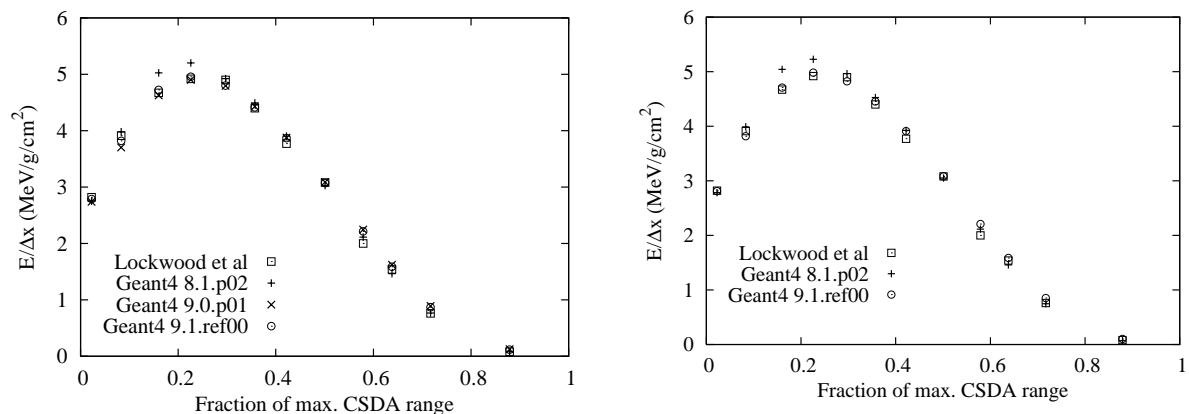 6
5
4
3
2
1
0
E/Δx (MeV/g/cm²)
Lockwood et al
Geant4 8.1.p02
Geant4 9.0.p01
Geant4 9.1.ref00
0 0.2 0.4 0.6 0.8 1
Fraction of max. CSDA range
6
5
4
3
2
1
0
E/Δx (MeV/g/cm²)
Lockwood et al
Geant4 8.1.p02
Geant4 9.1.ref00
0 0.2 0.4 0.6 0.8 1
Fraction of max. CSDA range